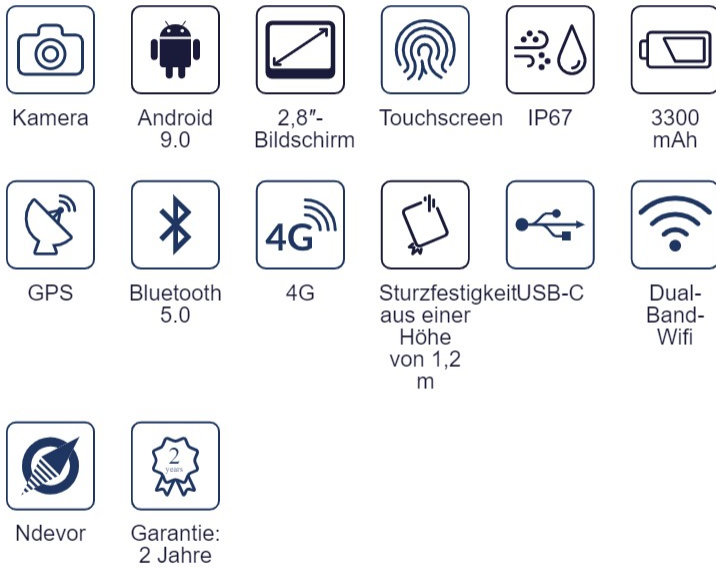 Kamera
Android
9.0
2,8″-
Bildschirm
Touchscreen
IP67
3300
mAh
4G
GPS
Bluetooth
5.0
4G
Sturzfestigkeit
aus einer
Höhe
von 1,2
m
USB-C
Dual-
Band-
Wifi
2
years
Ndevor
Garantie:
2 Jahre